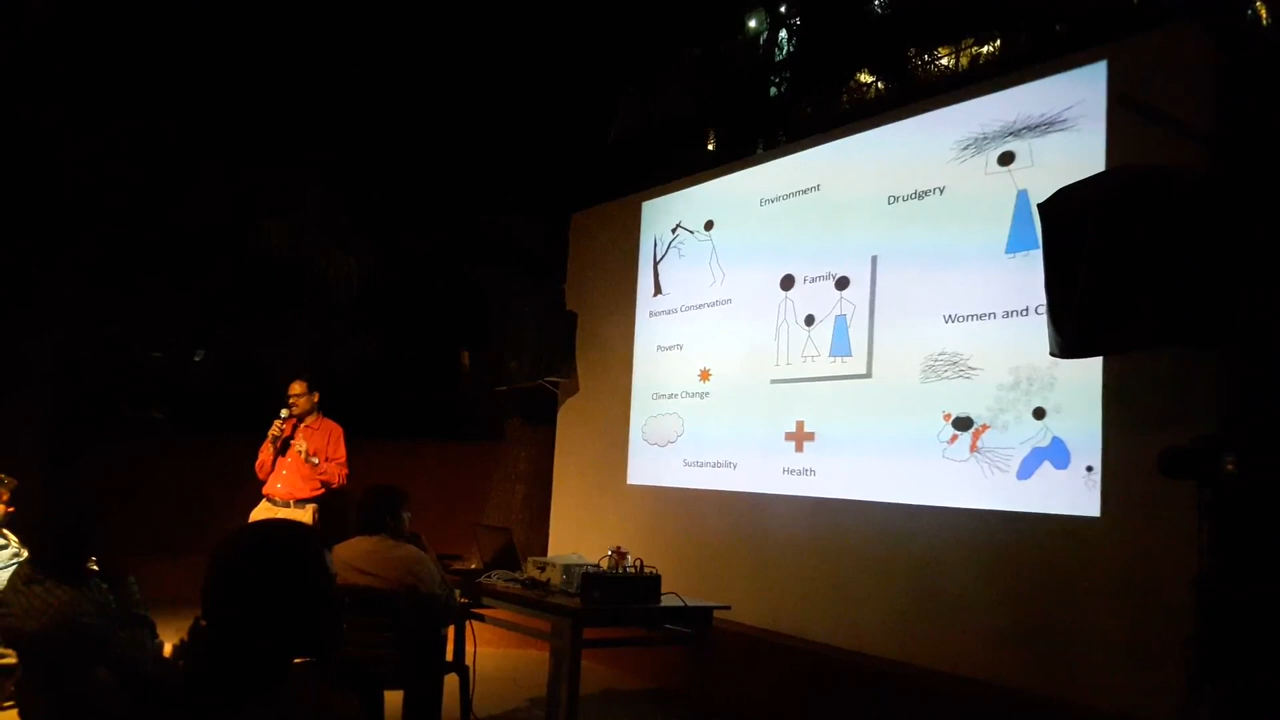 Environment
Drudgery
Family
Biomass Conservation
Women and
Poverty
Climate Change
Sustainability
Health